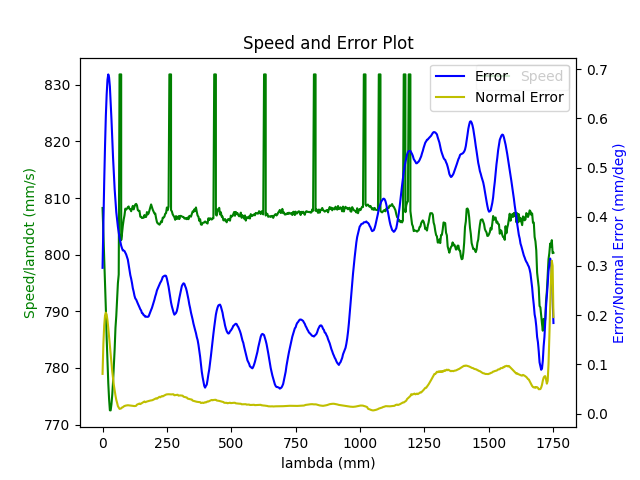 Speed and Error Plot
Speed/lamdot (mm/s)
830
820
810
800
790
780
770
0.7
0.6
0.5
0.4
0.3
0.2
0.1
0.0
Error/Normal Error (mm/deg)
Error
Speed
Normal Error
0 250 500 750 1000 1250 1500 1750
lambda (mm)